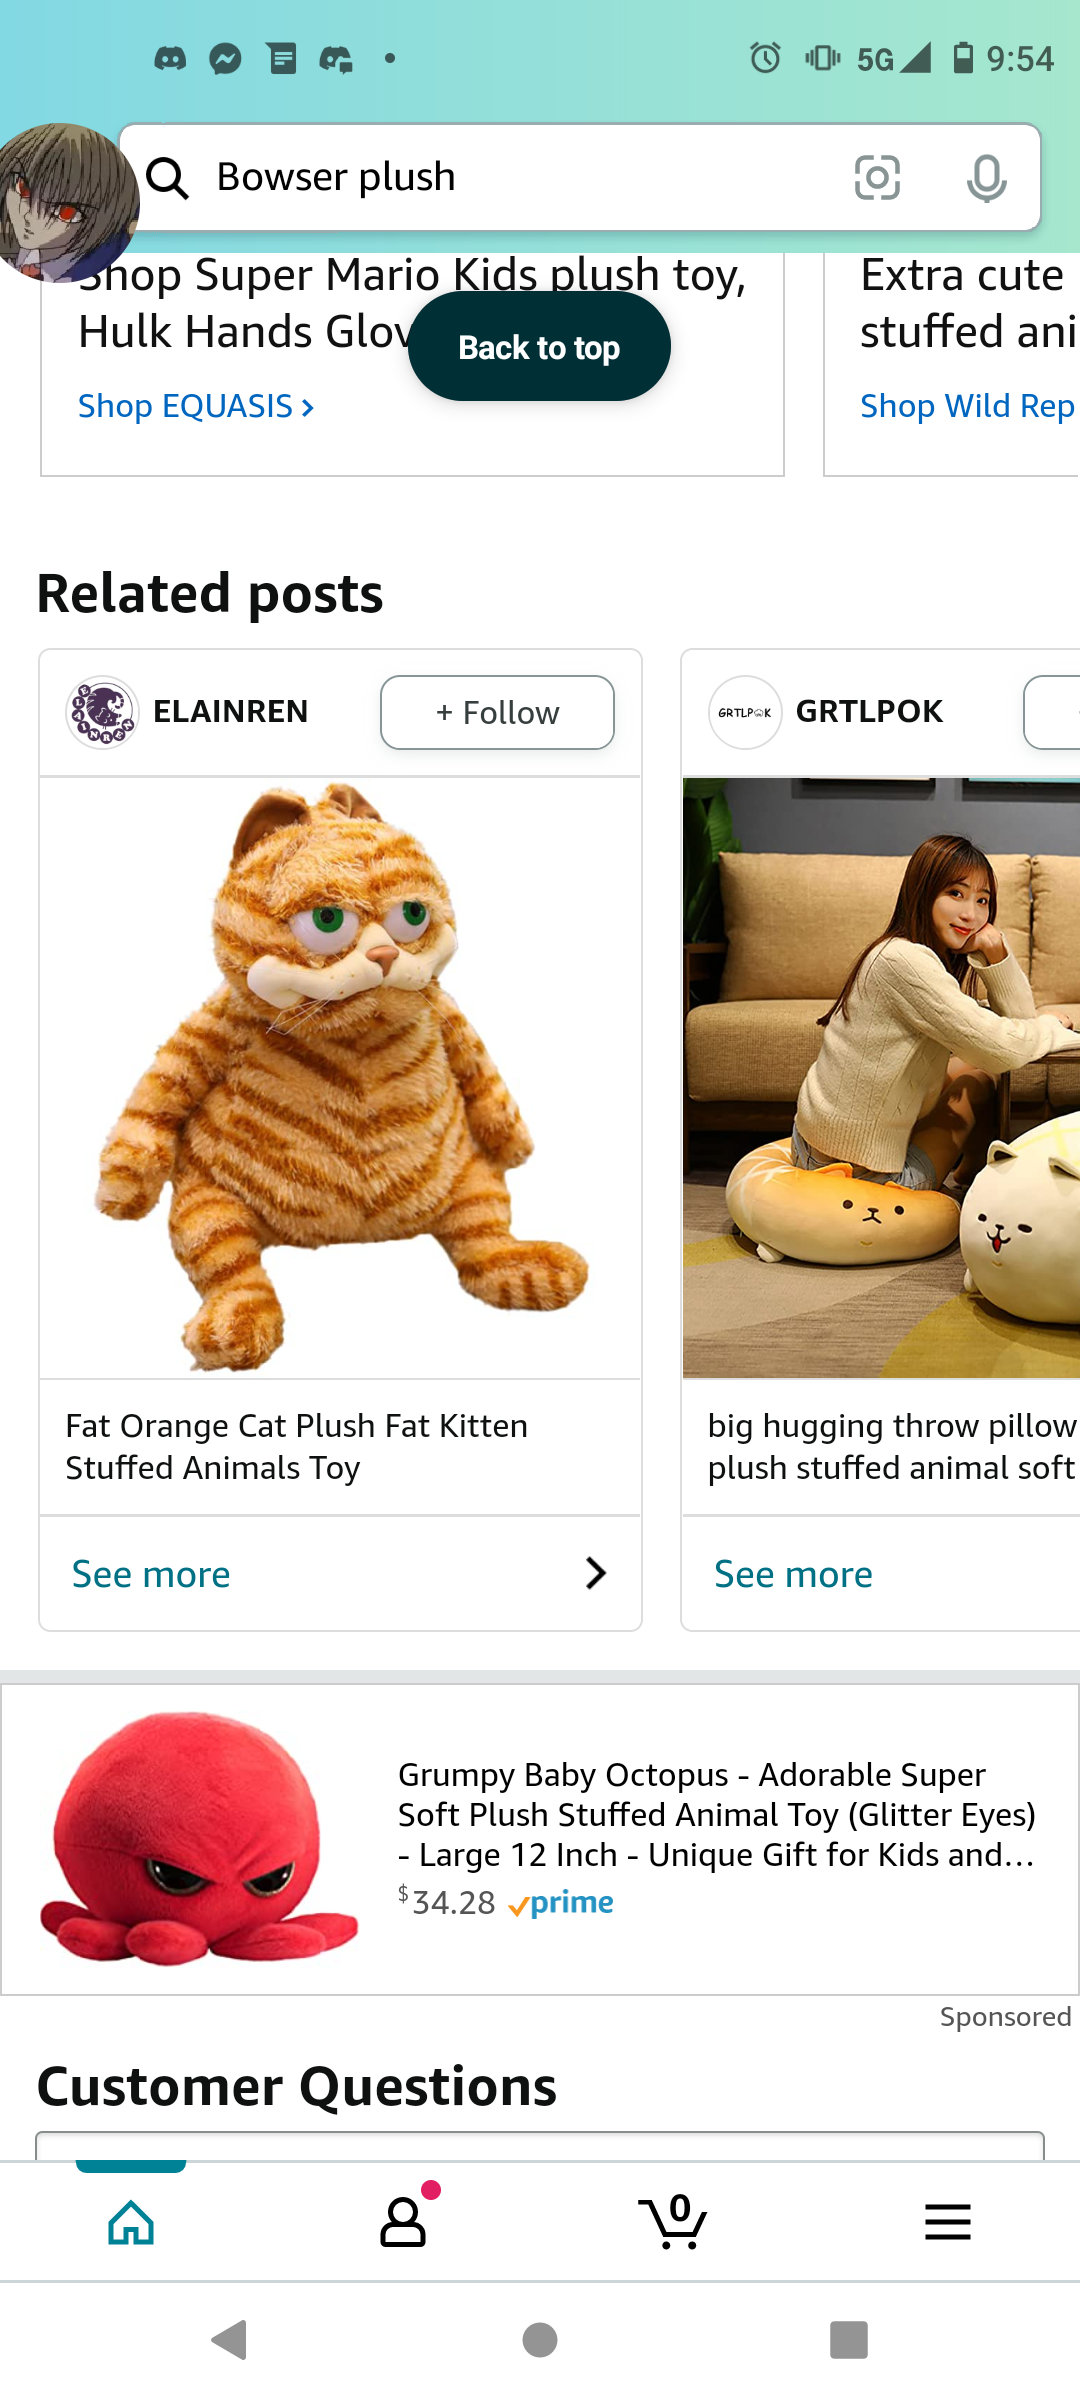 5G 9:54
Bowser plush
Shop Super Mario Kids plush toy,
Hulk Hands Glov
Back to top
Shop EQUASIS
Extra cute
stuffed ani
Shop Wild Rep
Related posts
ELAINREN
ELAINREN
+ Follow
Fat Orange Cat Plush Fat Kitten
Stuffed Animals Toy
See more
GRTLPOK
GRTLPOK
big hugging throw pillow
plush stuffed animal soft
See more
Grumpy Baby Octopus - Adorable Super
Soft Plush Stuffed Animal Toy (Glitter Eyes)
- Large 12 Inch - Unique Gift for Kids and...
$34.28 prime
Sponsored
Customer Questions
0